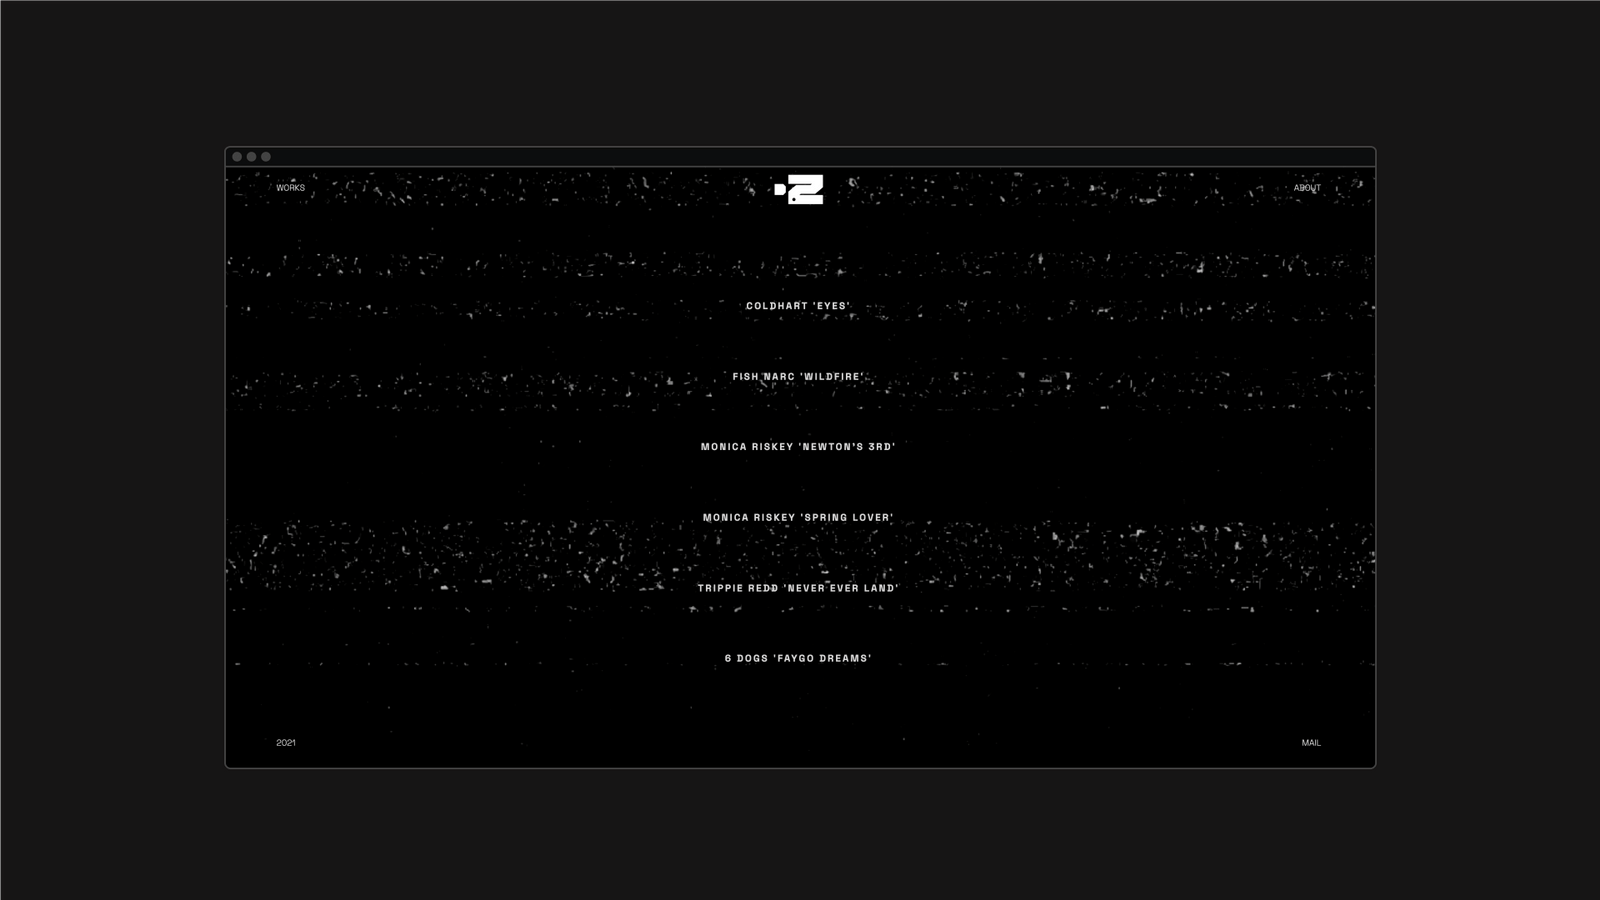 WORKS
ABOUT
COLDHART 'EYES'
FISH NARC 'WILDFIRE'
MONICA RISKEY 'NEWTON'S 3RD'
MONICA RISKEY 'SPRING LOVER'
TRIPPIE REDD 'NEVER EVER LAND'
6 DOGS 'FAYGO DREAMS'
2021
MAIL